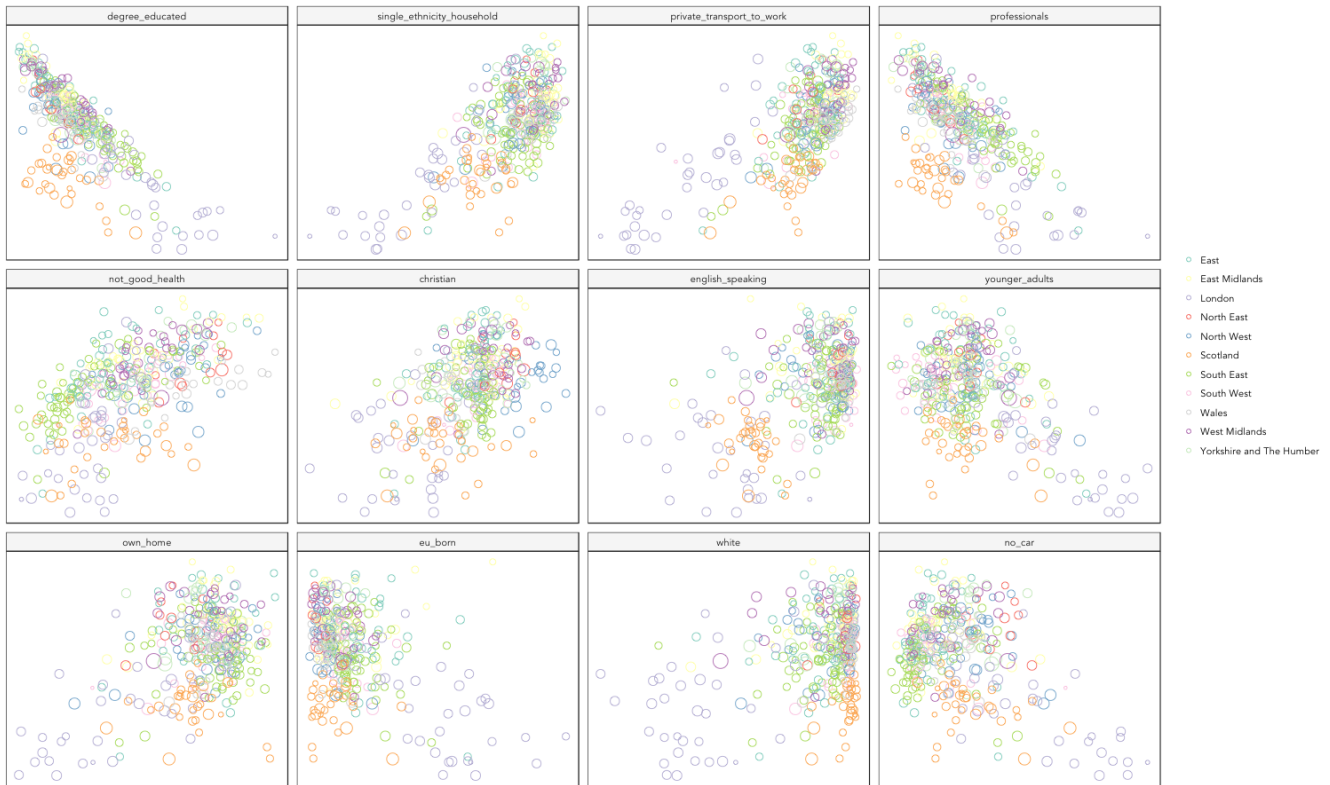 degree_educated
single_ethnicity_household
private_transport_to_work
professionals
not_good_health
christian
english_speaking
younger_adults
own_home
eu_born
white
no_car
East
East Midlands
London
North East
North West
Scotland
South East
South West
Wales
West Midlands
Yorkshire and The Humber